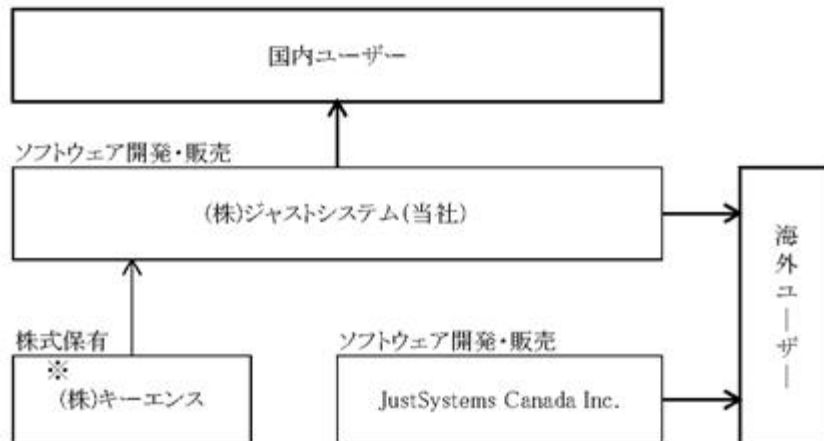 国内ユーザー
ソフトウェア開発・販売
(株)ジャストシステム(当社)
海外ユーザー
株式保有
※
(株)キーエンス
ソフトウェア開発・販売
JustSystems Canada Inc.